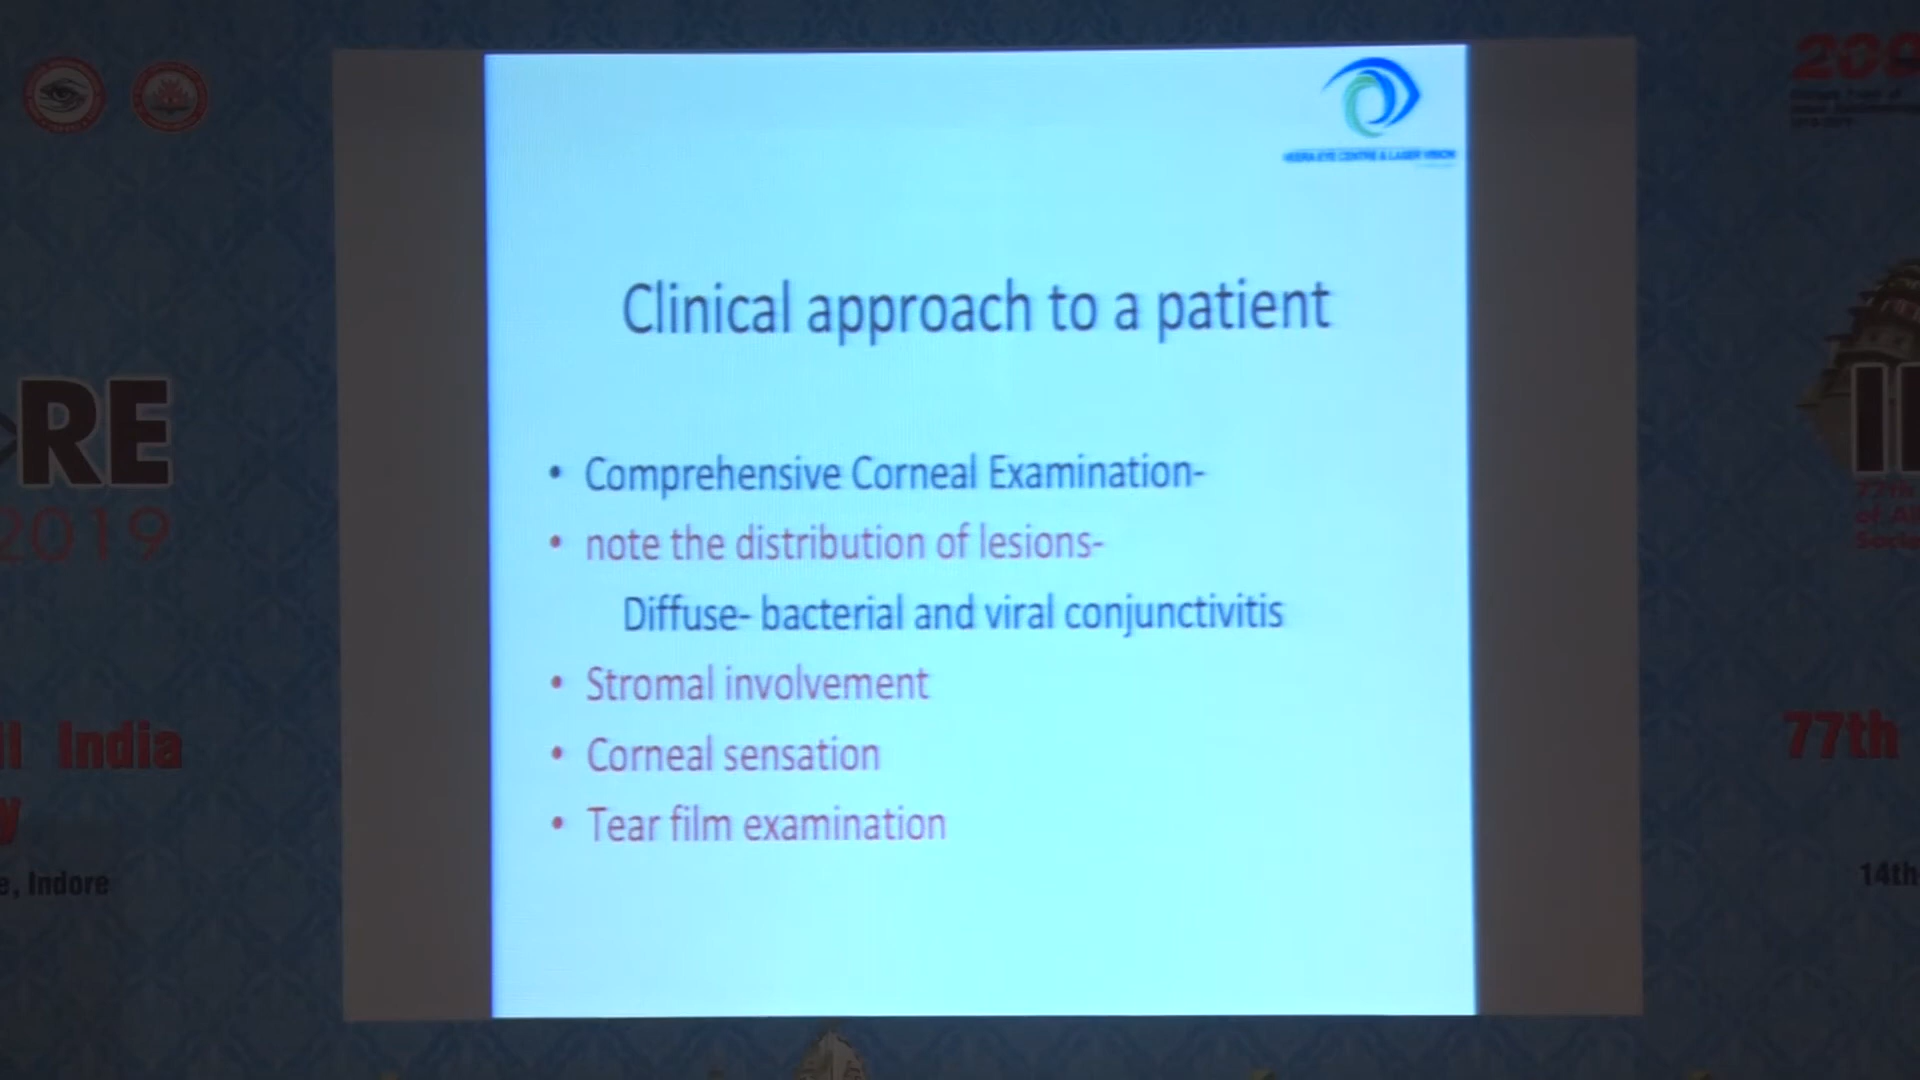 Clinical approach to a patient
• Comprehensive Corneal Examination-
• note the distribution of lesions-
Diffuse- bacterial and viral conjunctivitis
• Stromal involvement
• Corneal sensation
• Tear film examination
RE
2019
India
e, Indore
77th
14th